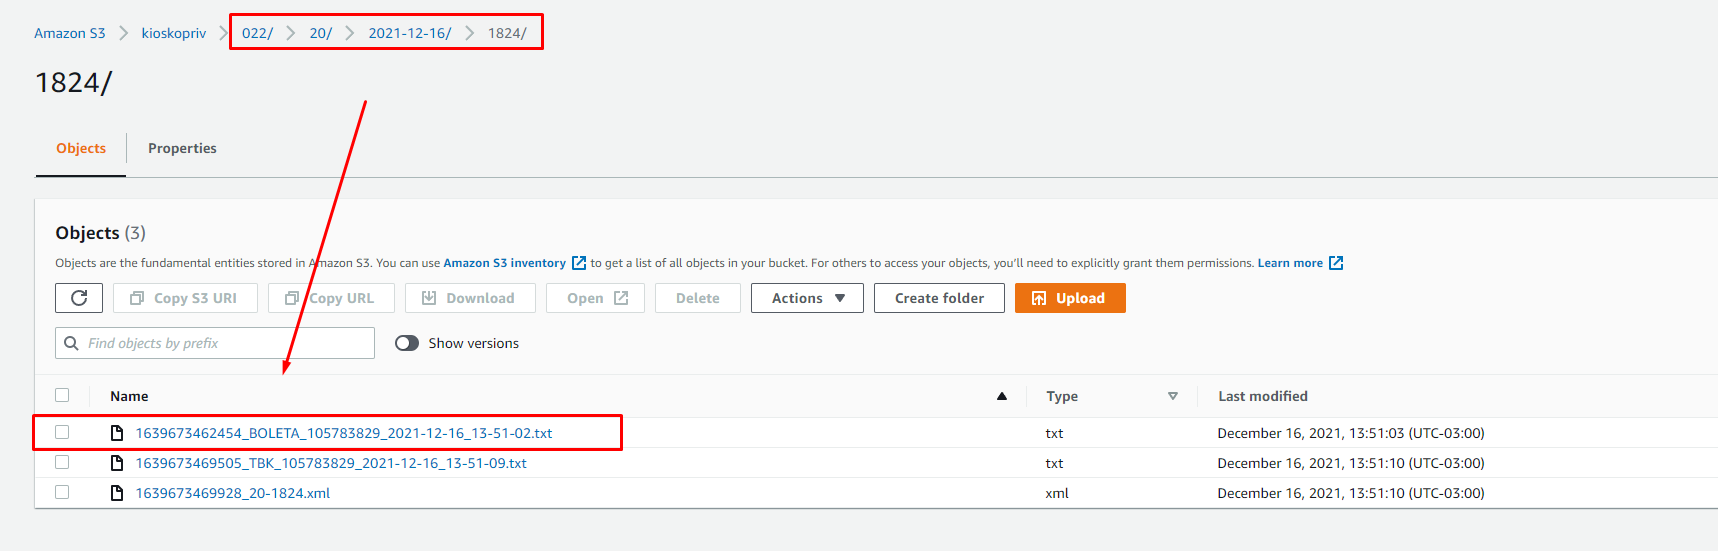 Amazon S3 > kioskopriv > 022/ > 20/ > 2021-12-16/ > 1824/
1824/
Objects Properties
Objects (3)
Objects are the fundamental entities stored in Amazon S3. You can use Amazon S3 inventory to get a list of all objects in your bucket. For others to access your objects, you'll need to explicitly grant them permissions. Learn more
Copy S3 URI Copy URL Download Open Delete Actions Create folder Upload
Find objects by prefix Show versions
Name Type Last modified
1639673462454_BOLETA_105783829_2021-12-16_13-51-02.txt txt December 16, 2021, 13:51:03 (UTC-03:00)
1639673469505_TBK_105783829_2021-12-16_13-51-09.txt txt December 16, 2021, 13:51:10 (UTC-03:00)
1639673469928_20-1824.xml xml December 16, 2021, 13:51:10 (UTC-03:00)